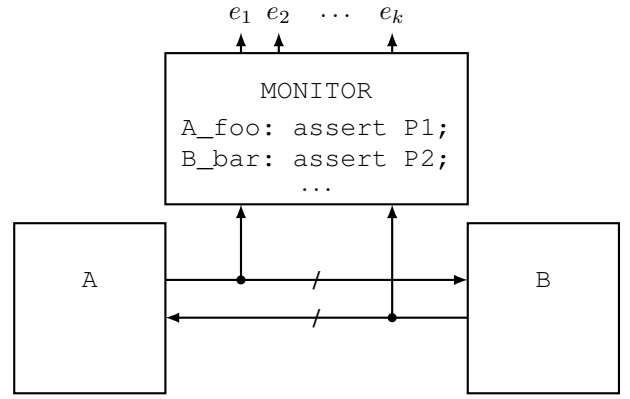 e₁ e₂ ⋯ eₖ
MONITOR
A_foo: assert P1;
B_bar: assert P2;
...
A B